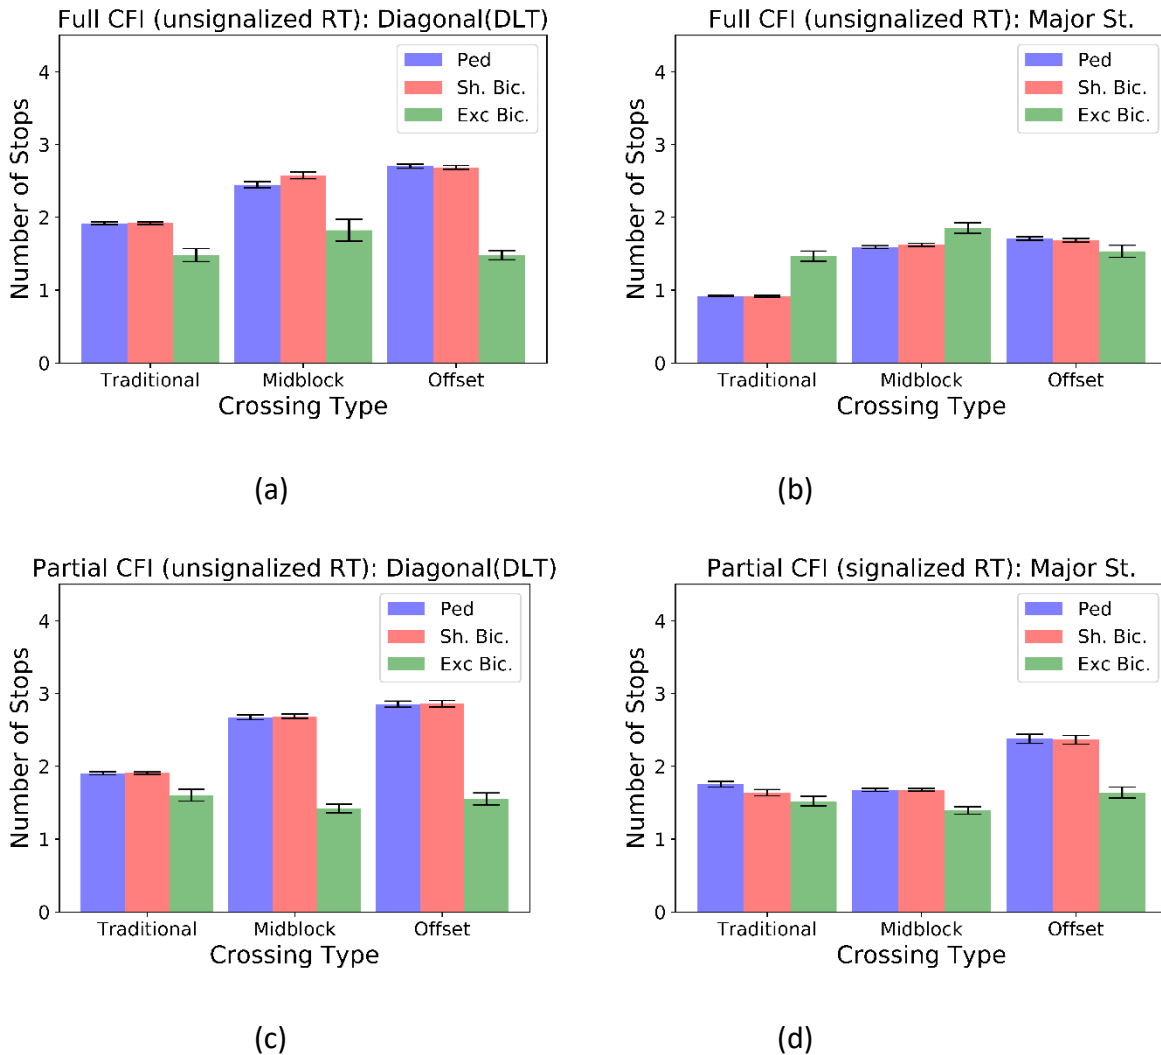 Full CFI (unsignalized RT): Diagonal(DLT)
Number of Stops
4
3
2
1
0
Ped
Sh. Bic.
Exc Bic.
Traditional Midblock Offset
Crossing Type
(a)
Full CFI (unsignalized RT): Major St.
Number of Stops
4
3
2
1
0
Ped
Sh. Bic.
Exc Bic.
Traditional Midblock Offset
Crossing Type
(b)
Partial CFI (unsignalized RT): Diagonal(DLT)
Number of Stops
4
3
2
1
0
Ped
Sh. Bic.
Exc Bic.
Traditional Midblock Offset
Crossing Type
(c)
Partial CFI (signalized RT): Major St.
Number of Stops
4
3
2
1
0
Ped
Sh. Bic.
Exc Bic.
Traditional Midblock Offset
Crossing Type
(d)